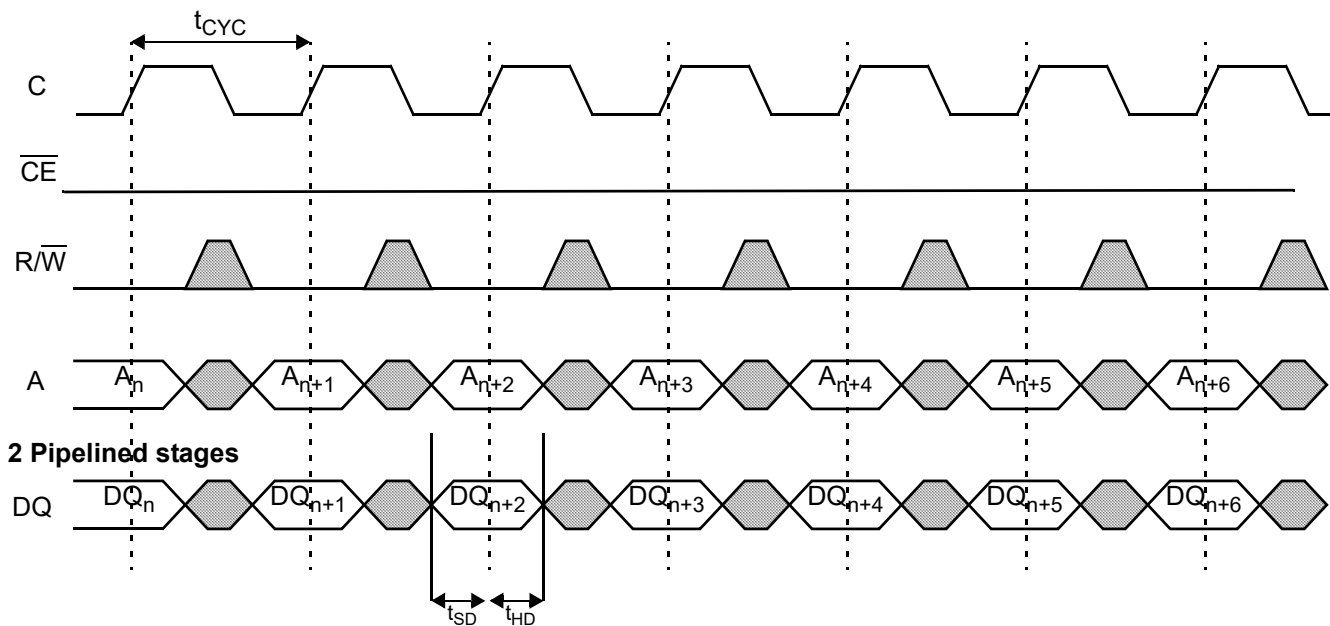 tCYC
C
CE
R/W
A
An An+1 An+2 An+3 An+4 An+5 An+6
2 Pipelined stages
DQ
DQn DQn+1 DQn+2 DQn+3 DQn+4 DQn+5 DQn+6
tSD tHD